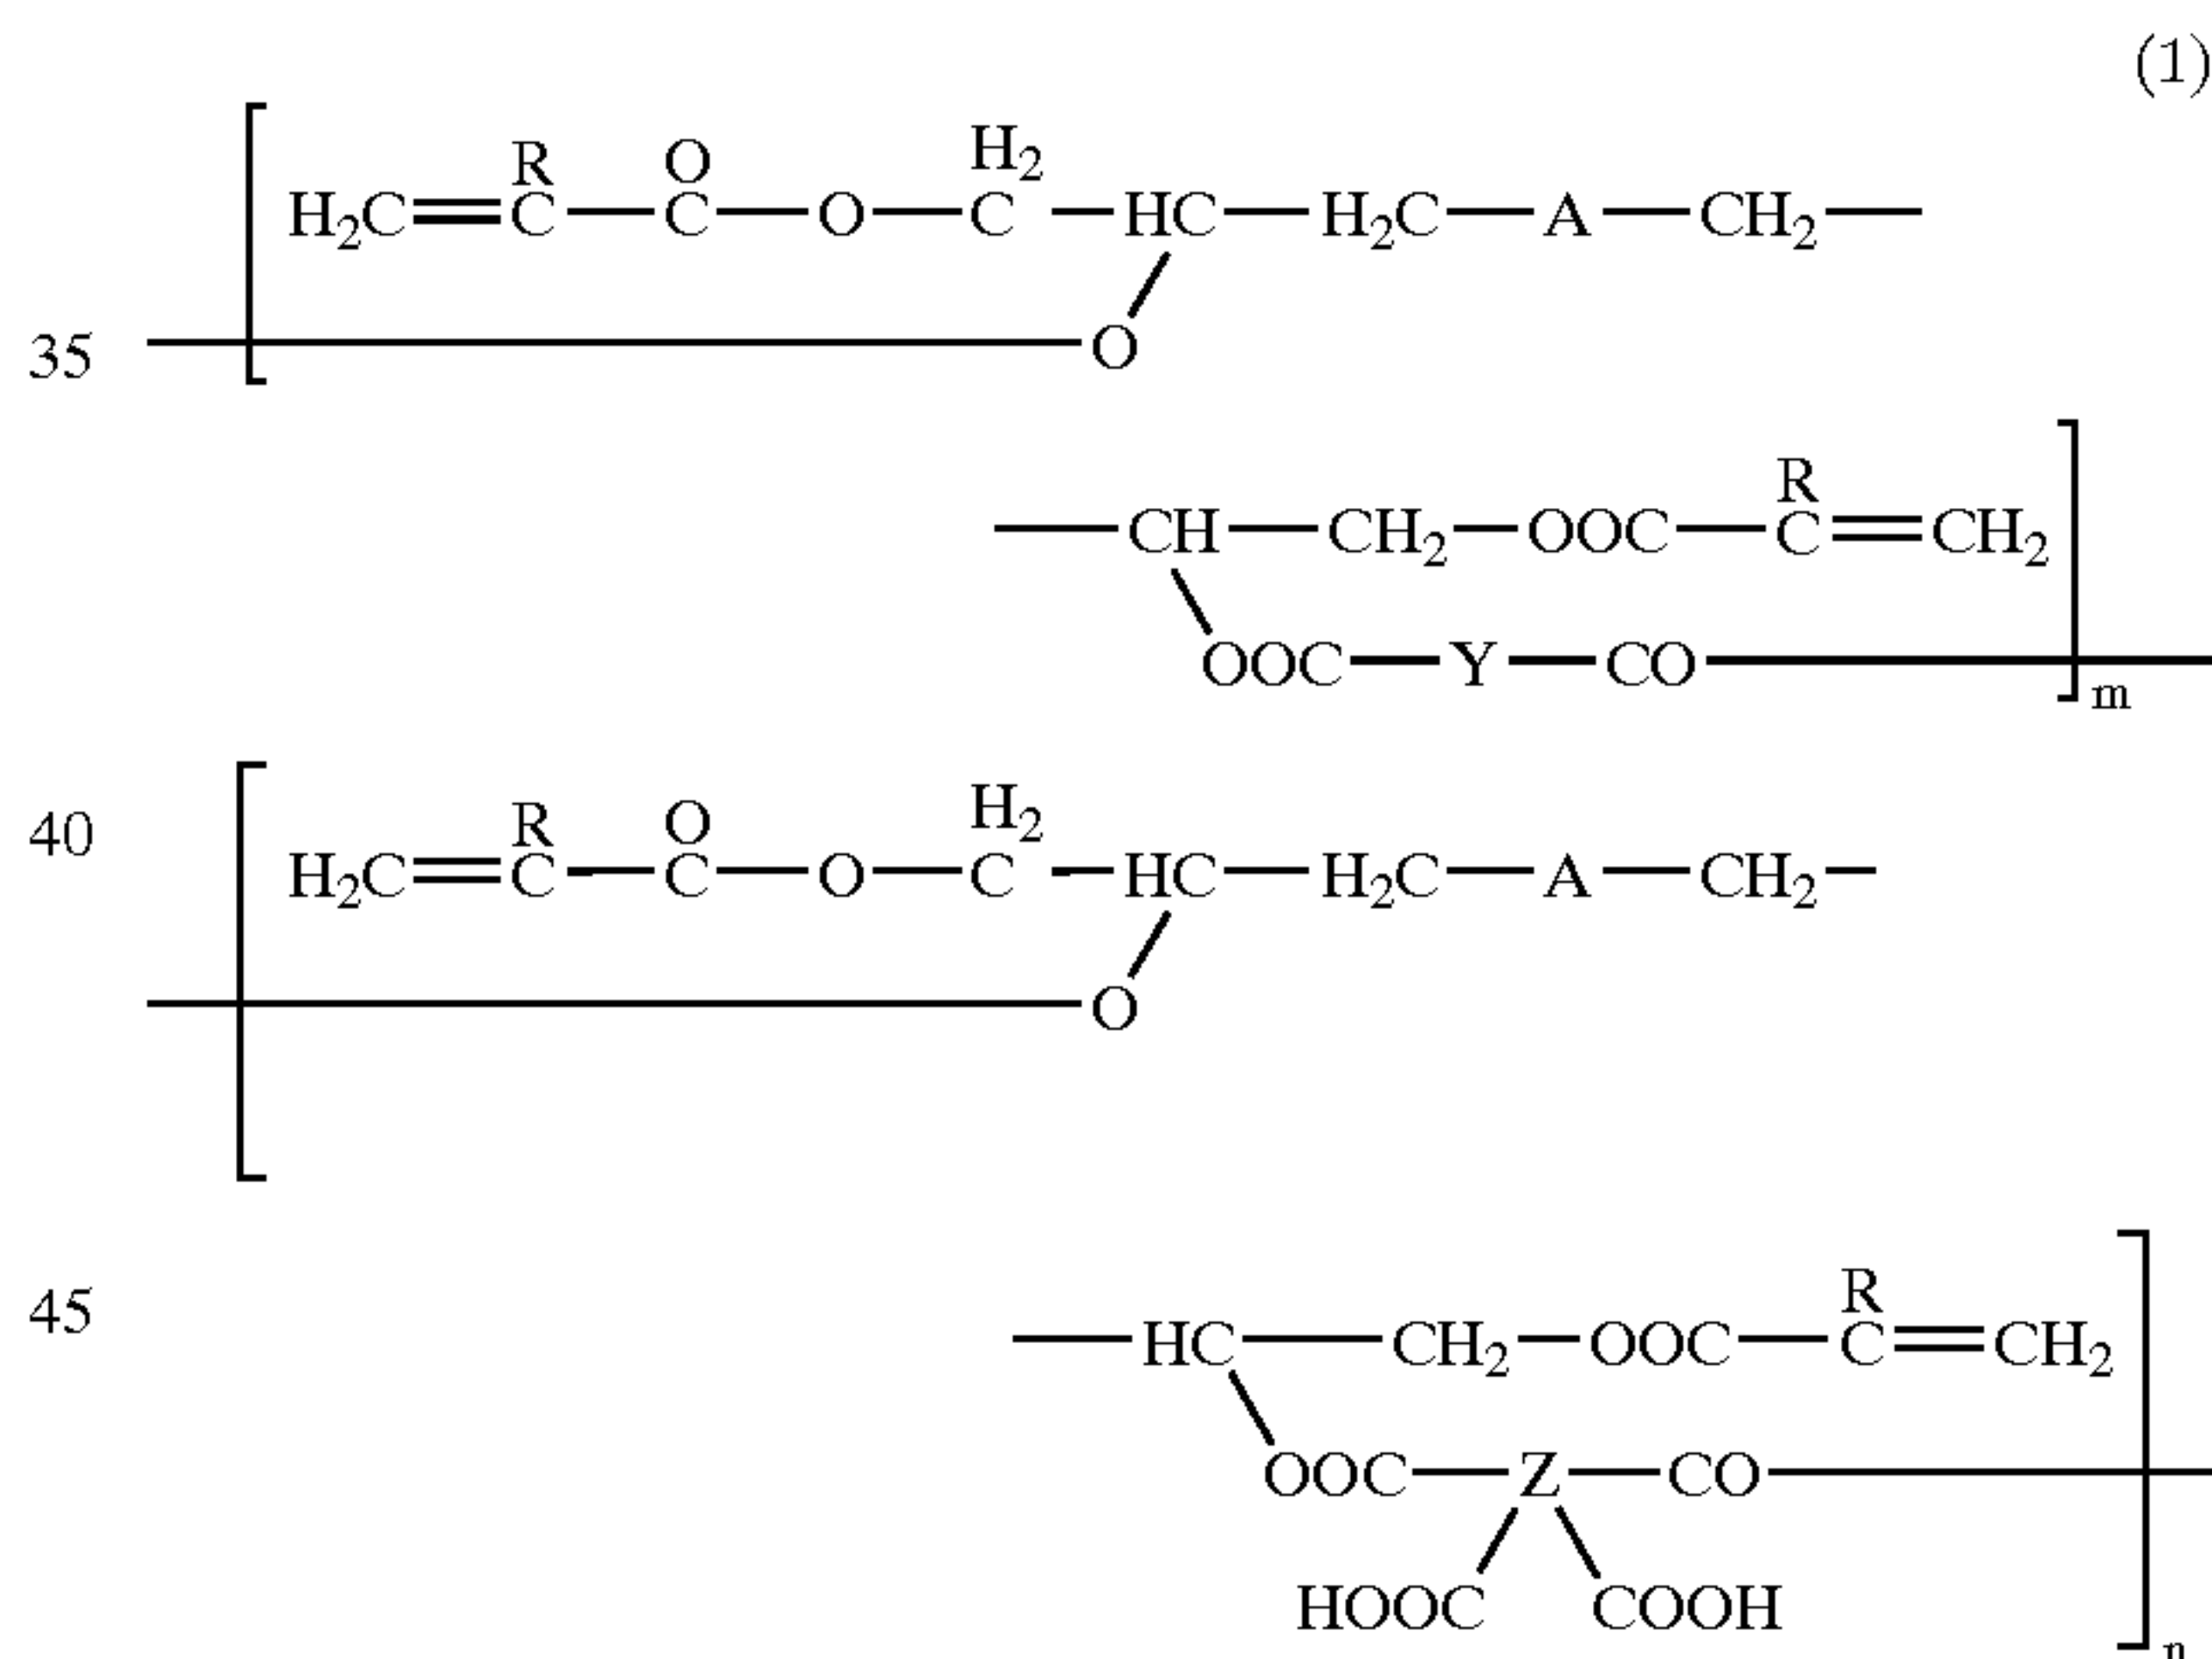 (1)
R O H2
H2C=C—C—O—C—HC—H2C—A—CH2—
35 O
R
—CH—CH2—OOC—C=CH2
OOC—Y—CO
m
40 R O H2
H2C=C—C—O—C—HC—H2C—A—CH2—
O
45 R
—HC—CH2—OOC—C=CH2
OOC—Z—CO
HOOC COOH
n